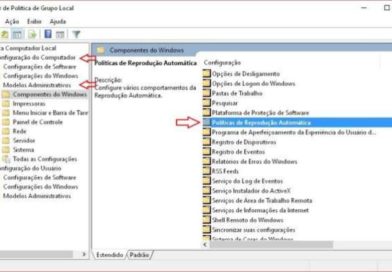 r de Política de Grupo Local
Ação Exibir Ajuda
ca Computador Local
onfiguração do Computador
Configurações de Software
Configurações do Windows
Modelos Administrativos
Componentes do Windows
Impressoras
Menu Iniciar e Barra de Tare
Painel de Controle
Rede
Servidor
Sistema
Todas as Configurações
onfiguração do Usuário
Configurações de Software
Configurações do Windows
Modelos Administrativos
Componentes do Windows
Políticas de Reprodução Automática
Descrição:
Configure vários comportamentos da
Reprodução Automática.
Configuração
Opções de Desligamento
Opções de Logon do Windows
Pastas de Trabalho
Pesquisar
Plataforma de Proteção de Software
Políticas de Reprodução Automática
Programa de Aperfeiçoamento da Experiência do Usuário d...
Registro de Dispositivos
Registro de Eventos
Relatórios de Erros do Windows
RSS Feeds
Serviço do Log de Eventos
Serviço Instalador do ActiveX
Serviços de Área de Trabalho Remota
Serviços de Informações da Internet
Shell Remoto do Windows
Sincronizar suas configurações
Sistema de Cores do Windows
Estendido Padrão